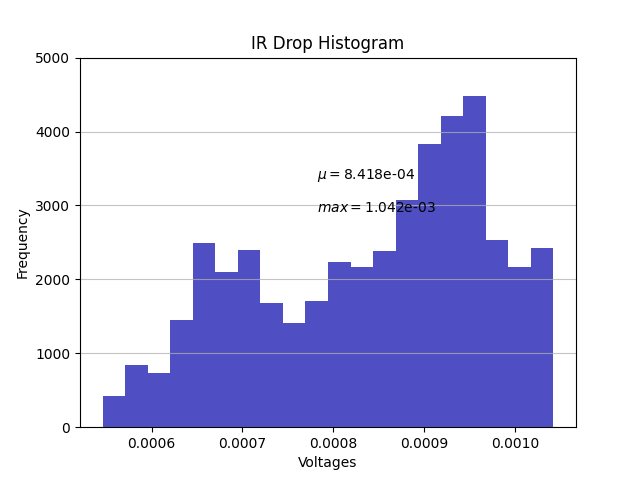 IR Drop Histogram
5000
4000
3000
2000
1000
0
Frequency
μ = 8.418e-04
max = 1.042e-03
0.0006 0.0007 0.0008 0.0009 0.0010
Voltages